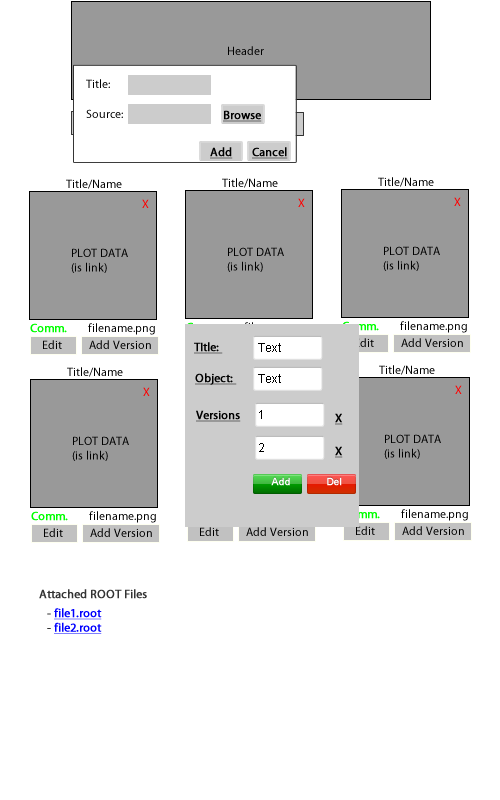 Header
Title:
Source: Browse
Add Cancel
Title/Name Title/Name Title/Name
X X X
PLOT DATA PLOT DATA PLOT DATA
(is link) (is link) (is link)
Comm. filename.png
Edit Add Version
Comm. filename.png
Edit Add Version
Title: Text
Object: Text
Versions 1 X
2 X
Add Del
Title/Name Title/Name
X X
PLOT DATA PLOT DATA
(is link) (is link)
Comm. filename.png
Edit Add Version
Edit Add Version
mm. filename.png
Edit Add Version
Attached ROOT Files
- file1.root
- file2.root